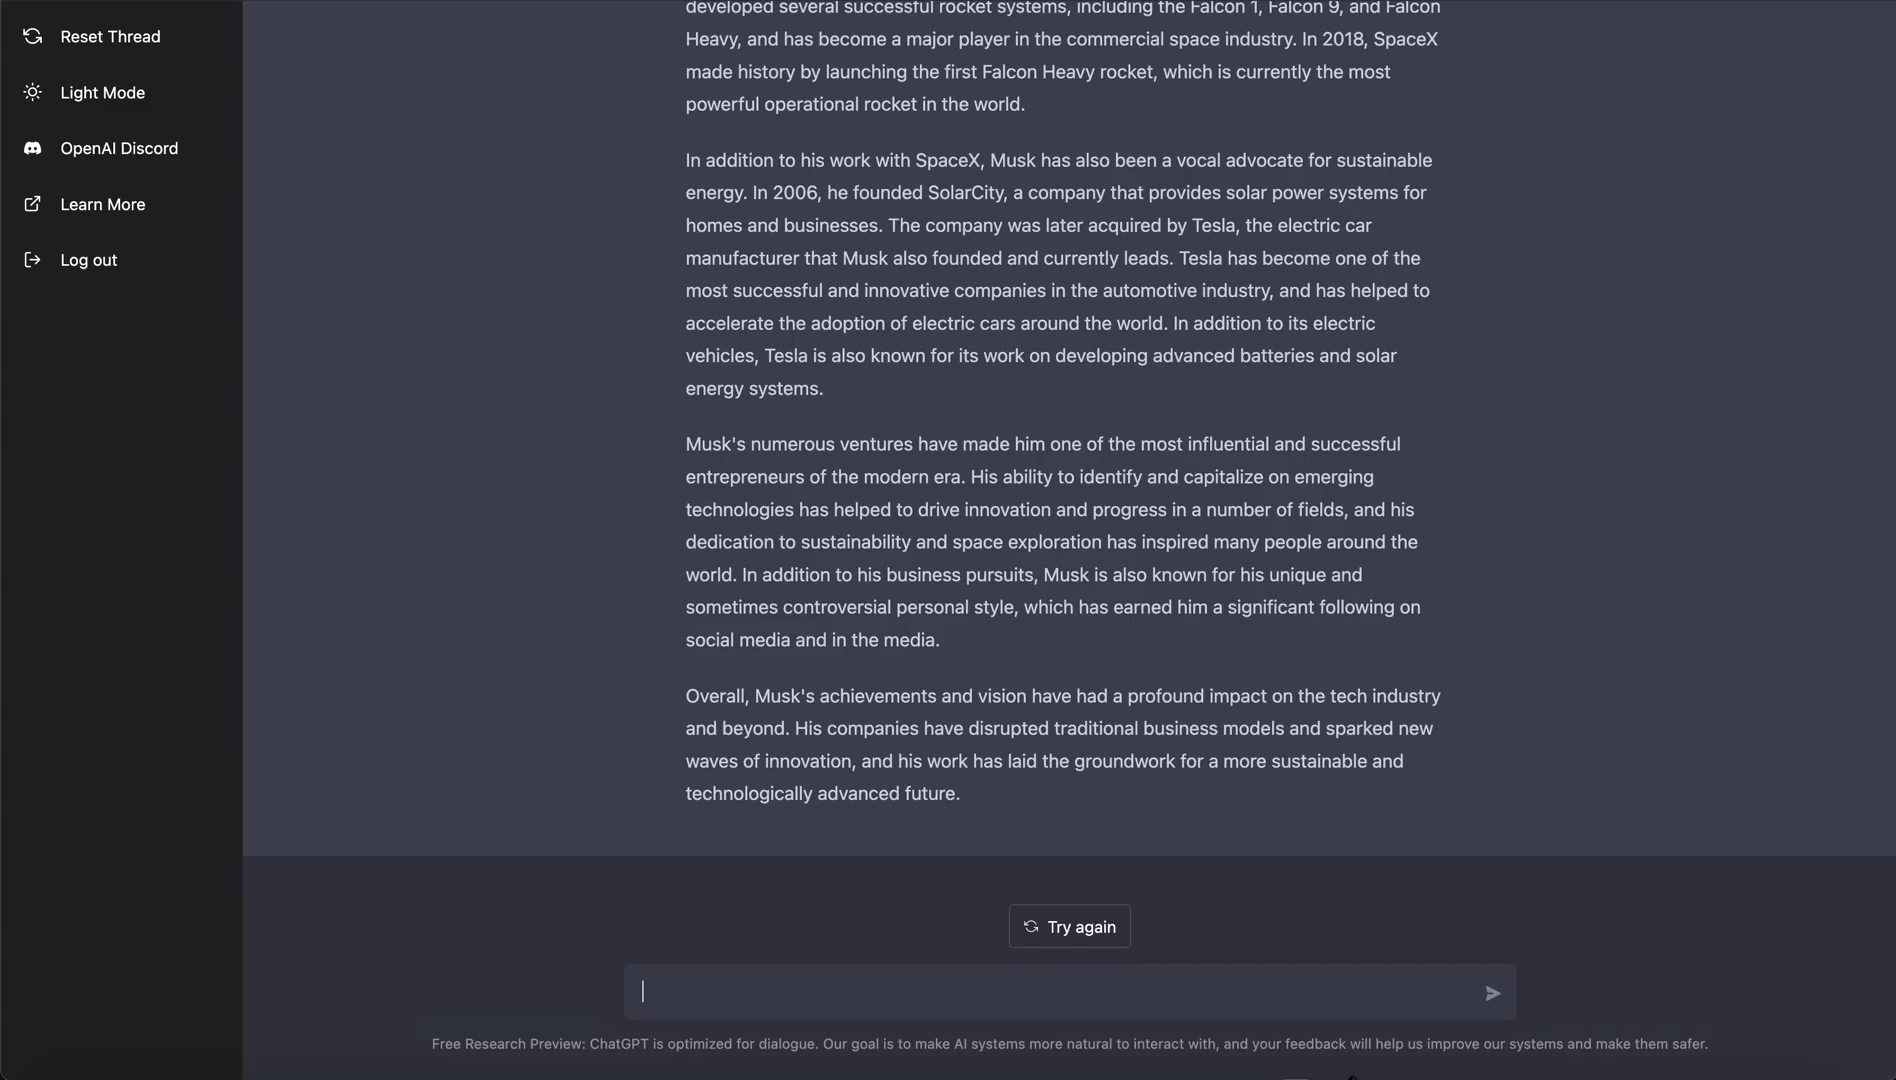 Reset Thread
Light Mode
OpenAI Discord
Learn More
Log out
developed several successful rocket systems, including the Falcon 1, Falcon 9, and Falcon
Heavy, and has become a major player in the commercial space industry. In 2018, SpaceX
made history by launching the first Falcon Heavy rocket, which is currently the most
powerful operational rocket in the world.
In addition to his work with SpaceX, Musk has also been a vocal advocate for sustainable
energy. In 2006, he founded SolarCity, a company that provides solar power systems for
homes and businesses. The company was later acquired by Tesla, the electric car
manufacturer that Musk also founded and currently leads. Tesla has become one of the
most successful and innovative companies in the automotive industry, and has helped to
accelerate the adoption of electric cars around the world. In addition to its electric
vehicles, Tesla is also known for its work on developing advanced batteries and solar
energy systems.
Musk's numerous ventures have made him one of the most influential and successful
entrepreneurs of the modern era. His ability to identify and capitalize on emerging
technologies has helped to drive innovation and progress in a number of fields, and his
dedication to sustainability and space exploration has inspired many people around the
world. In addition to his business pursuits, Musk is also known for his unique and
sometimes controversial personal style, which has earned him a significant following on
social media and in the media.
Overall, Musk's achievements and vision have had a profound impact on the tech industry
and beyond. His companies have disrupted traditional business models and sparked new
waves of innovation, and his work has laid the groundwork for a more sustainable and
technologically advanced future.
Try again
Free Research Preview: ChatGPT is optimized for dialogue. Our goal is to make AI systems more natural to interact with, and your feedback will help us improve our systems and make them safer.